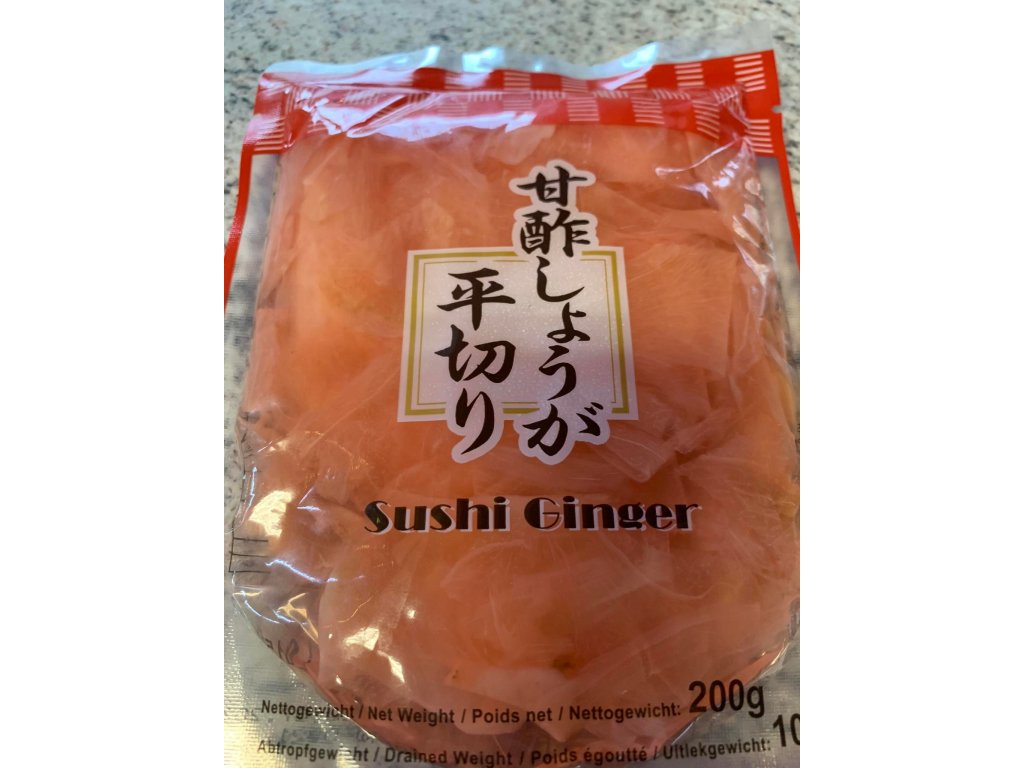 甘酢しょうが
平切り
Sushi Ginger
Nettogewicht / Net Weight / Poids net / Nettogewicht: 200g
Abtropfgewicht / Drained Weight / Poids égoutté / Uitlekgewicht: 10